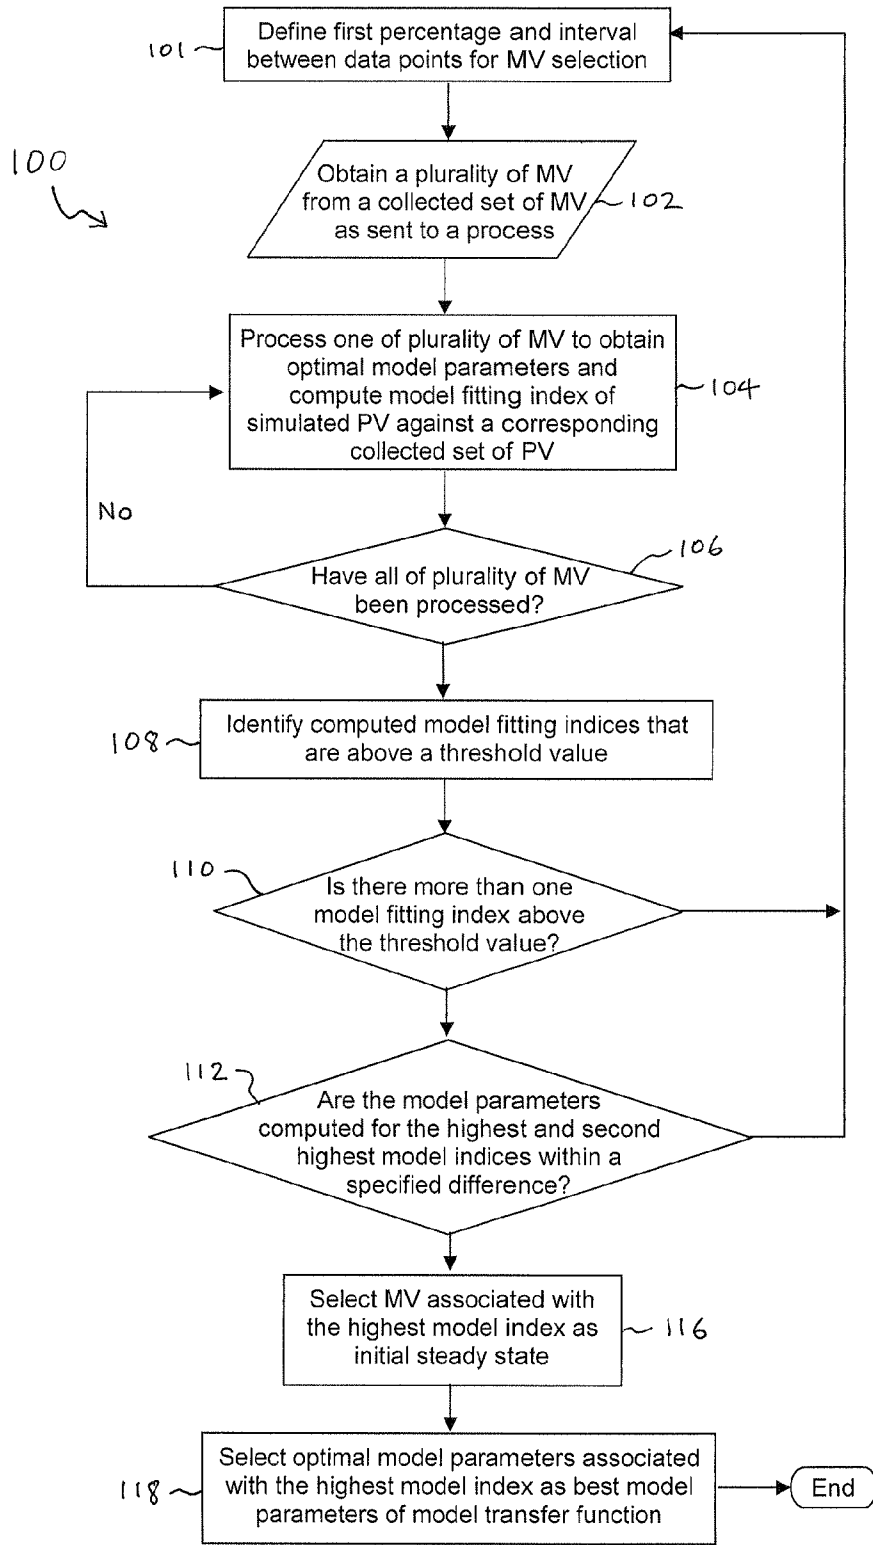 Define first percentage and interval
between data points for MV selection
101
100
Obtain a plurality of MV
from a collected set of MV
as sent to a process
102
Process one of plurality of MV to obtain
optimal model parameters and
compute model fitting index of
simulated PV against a corresponding
collected set of PV
104
No
106
Have all of plurality of MV
been processed?
108
Identify computed model fitting indices that
are above a threshold value
110
Is there more than one
model fitting index above
the threshold value?
112
Are the model parameters
computed for the highest and second
highest model indices within a
specified difference?
Select MV associated with
the highest model index as
initial steady state
116
Select optimal model parameters associated
with the highest model index as best model
parameters of model transfer function
118
End